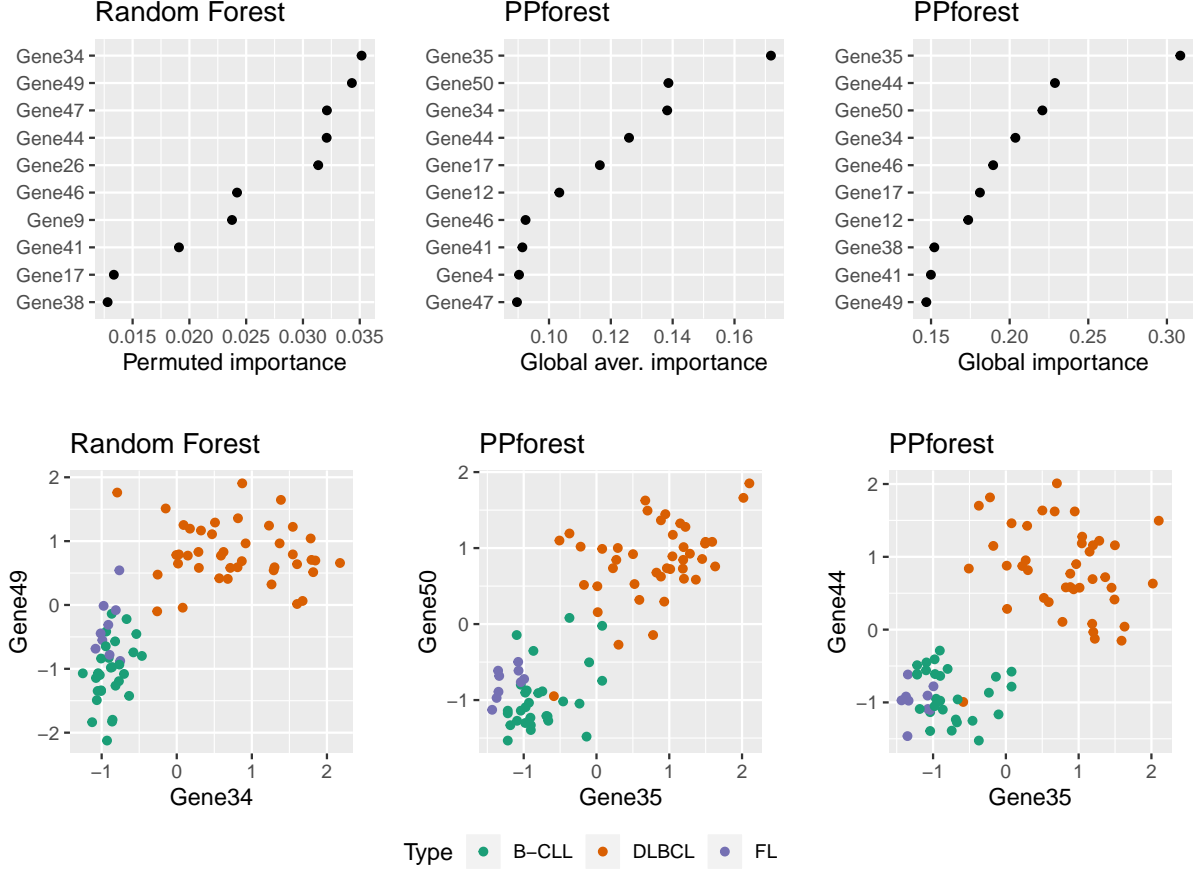 Random Forest
Gene34
Gene49
Gene47
Gene44
Gene26
Gene46
Gene9
Gene41
Gene17
Gene38
0.015 0.020 0.025 0.030 0.035
Permuted importance
PPforest
Gene35
Gene50
Gene34
Gene44
Gene17
Gene12
Gene46
Gene41
Gene4
Gene47
0.10 0.12 0.14 0.16
Global aver. importance
PPforest
Gene35
Gene44
Gene50
Gene34
Gene46
Gene17
Gene12
Gene38
Gene41
Gene49
0.15 0.20 0.25 0.30
Global importance
Random Forest
Gene49
2
1
0
−1
−2
−1 0 1 2
Gene34
PPforest
Gene50
2
1
0
−1
−1 0 1 2
Gene35
PPforest
Gene44
2
1
0
−1
−1 0 1 2
Gene35
Type B−CLL DLBCL FL